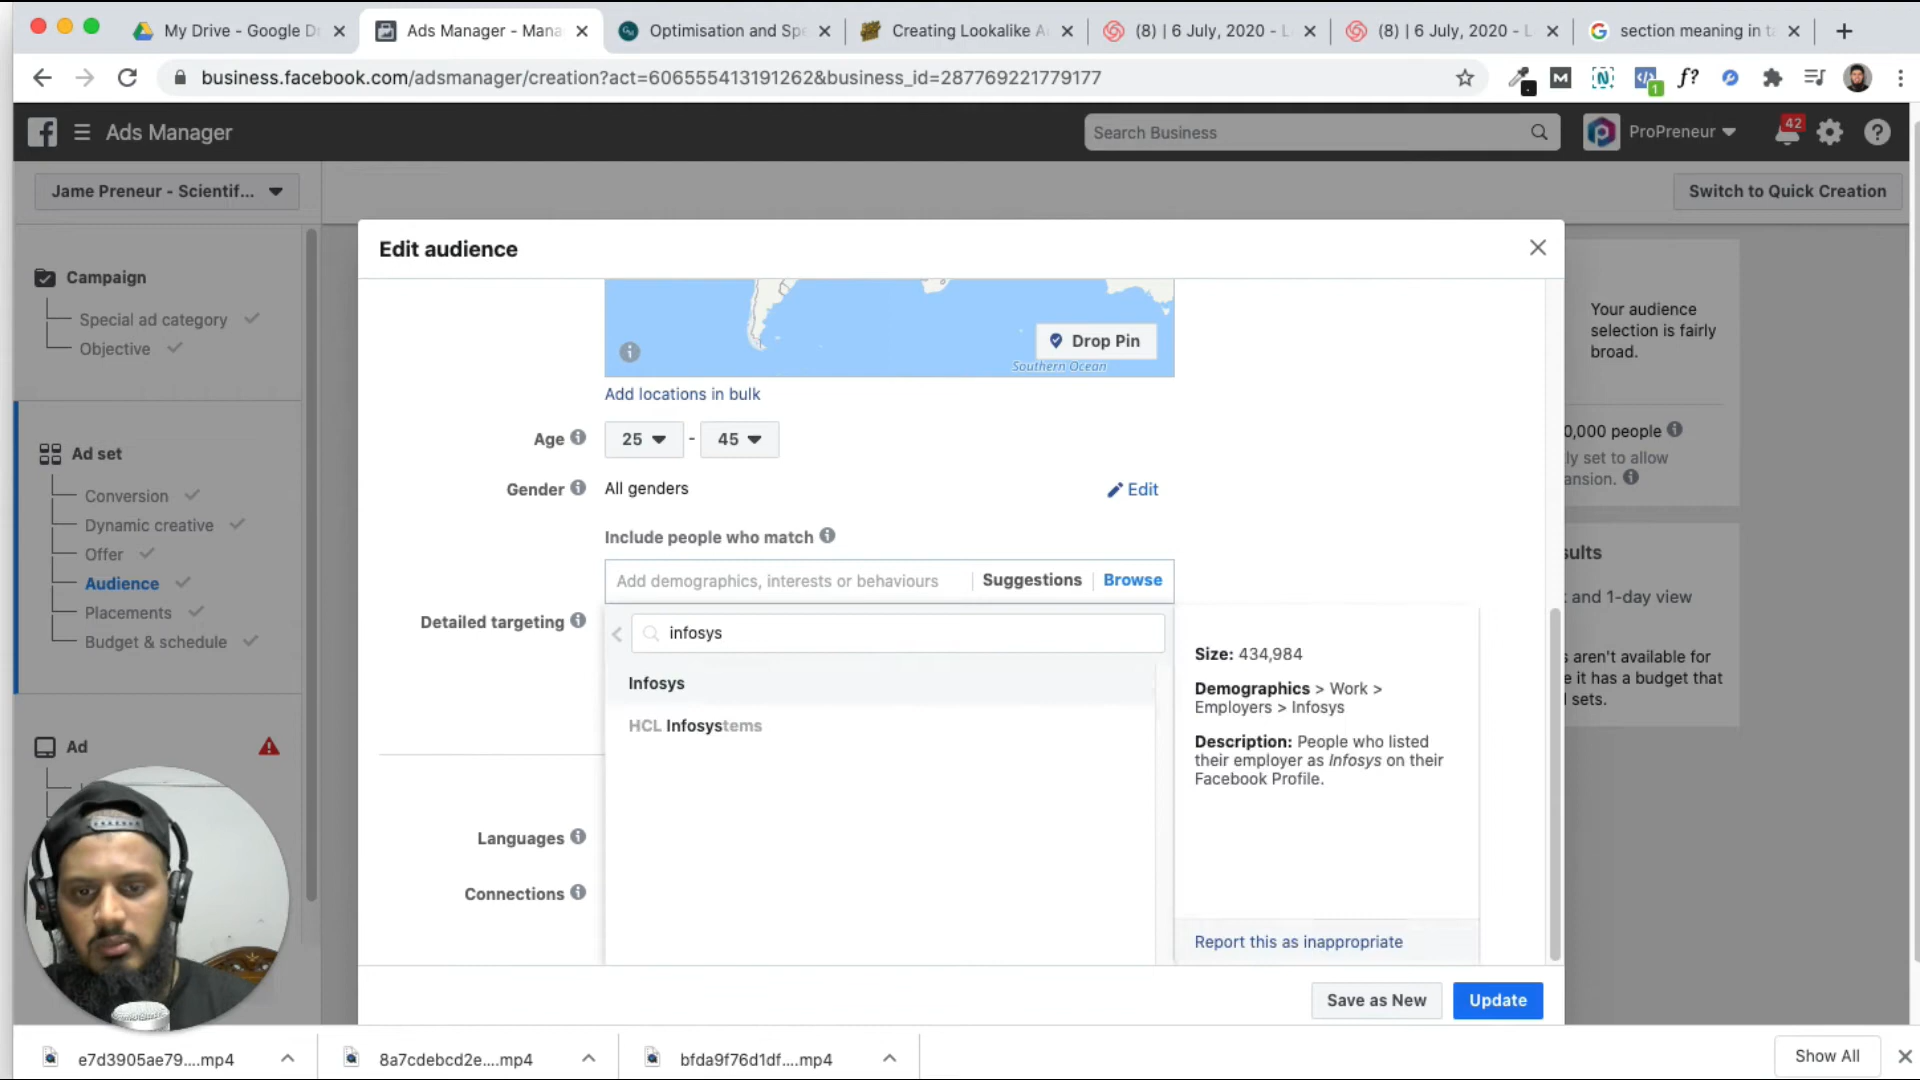 My Drive - Google Dr
Ads Manager - Mana
Optimisation and Spe
Creating Lookalike A
(8) | 6 July, 2020 - L
(8) | 6 July, 2020 - L
section meaning in ta
business.facebook.com/adsmanager/creation?act=606555413191262&business_id=287769221779177
Ads Manager
Search Business
ProPreneur
42
Jame Preneur - Scientif...
Switch to Quick Creation
Campaign
Special ad category
Objective
Ad set
Conversion
Dynamic creative
Offer
Audience
Placements
Budget & schedule
Ad
Edit audience
Drop Pin
Southern Ocean
Add locations in bulk
Age
25
-
45
Gender
All genders
Edit
Include people who match
Add demographics, interests or behaviours
Suggestions
Browse
Detailed targeting
infosys
Infosys
HCL Infosystems
Languages
Connections
Size: 434,984
Demographics > Work >
Employers > Infosys
Description: People who listed
their employer as Infosys on their
Facebook Profile.
Report this as inappropriate
Save as New
Update
Your audience
selection is fairly
broad.
0,000 people
ly set to allow
ansion.
sults
and 1-day view
s aren't available for
e it has a budget that
sets.
e7d3905ae79....mp4
8a7cdebcd2e....mp4
bfda9f76d1df....mp4
Show All